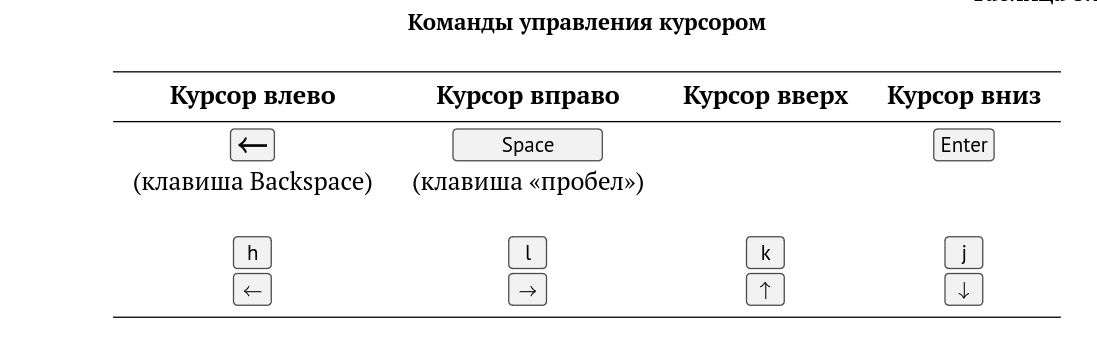 Команды управления курсором
Курсор влево Курсор вправо Курсор вверх Курсор вниз
← Space Enter
(клавиша Backspace) (клавиша «пробел»)
h l k j
← → ↑ ↓